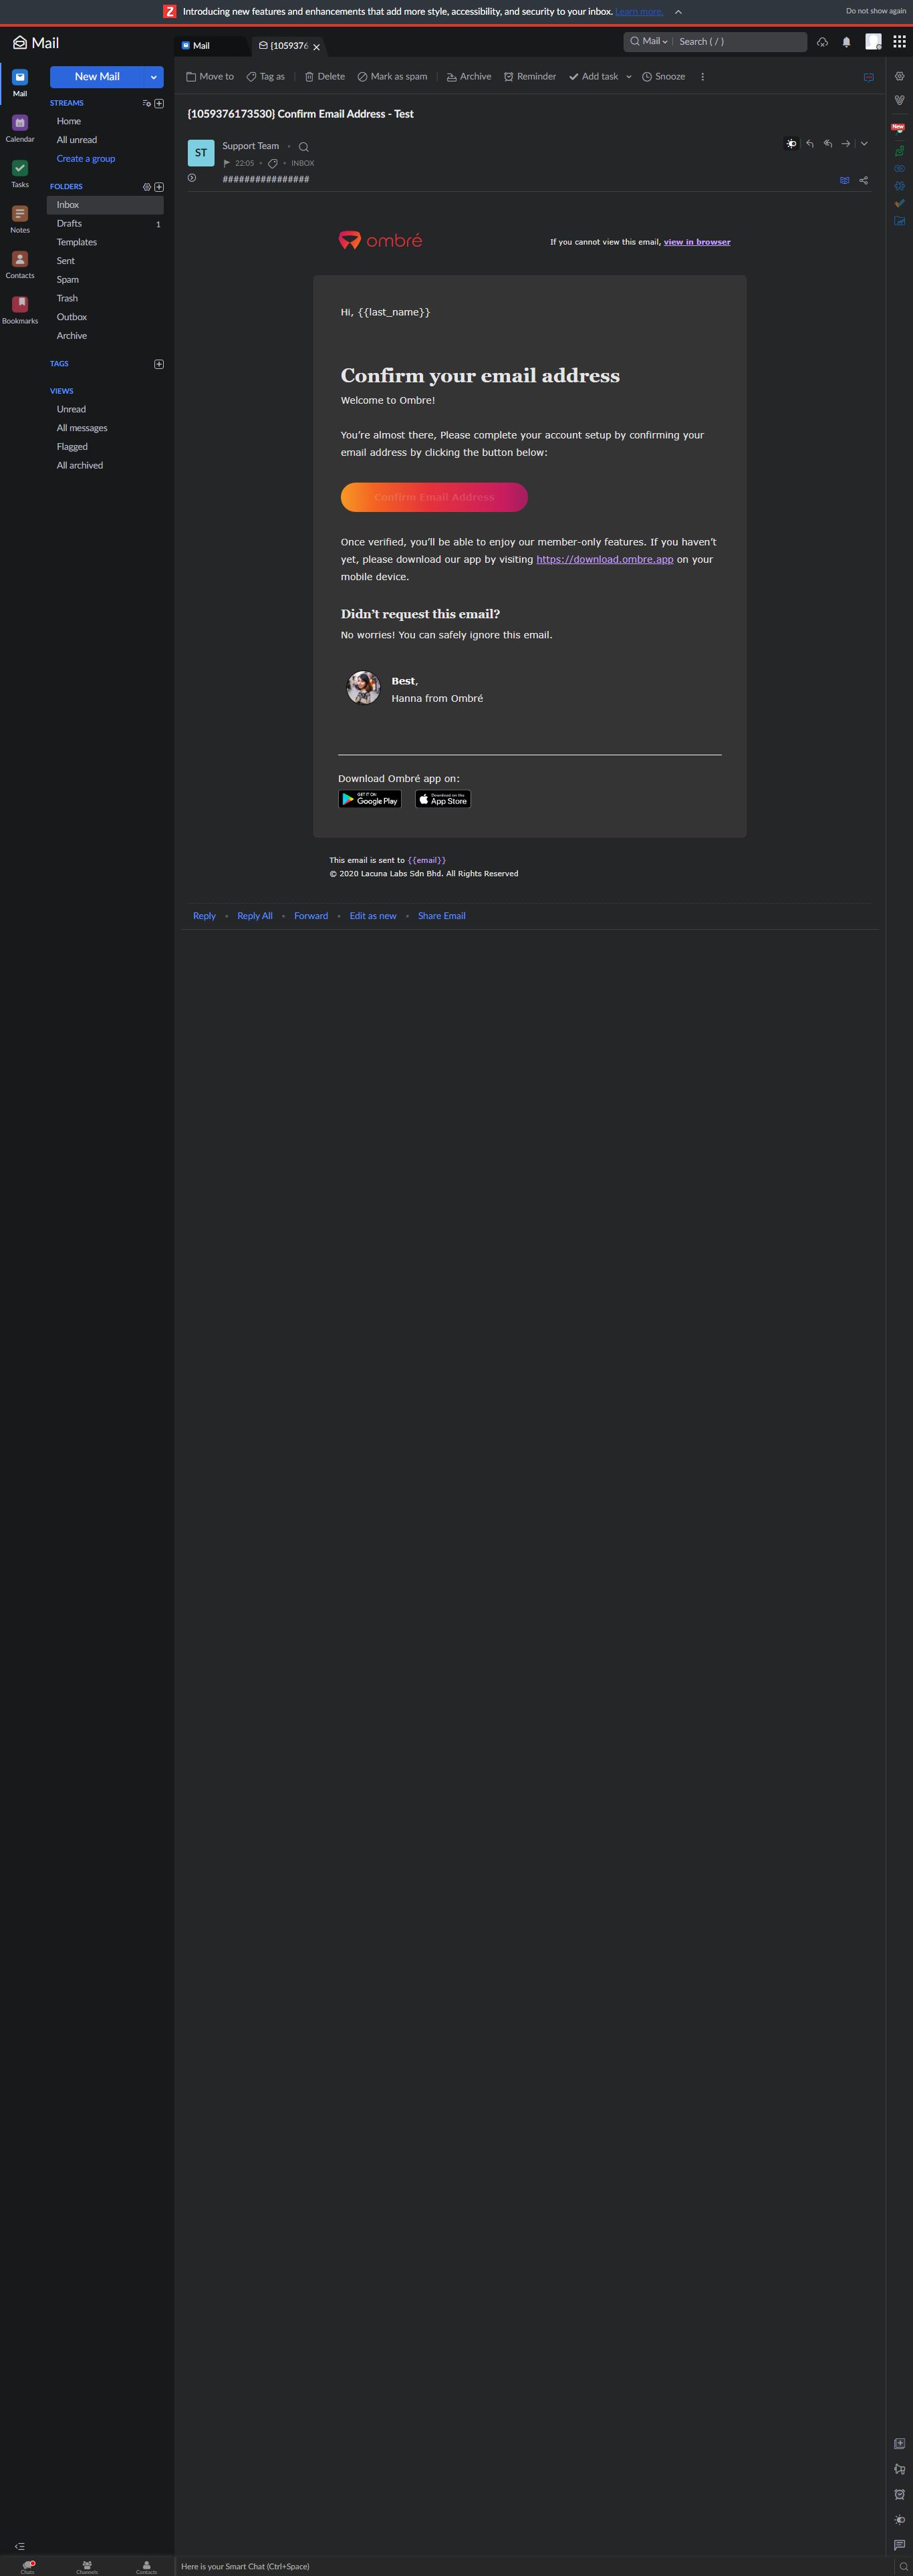 Introducing new features and enhancements that add more style, accessibility, and security to your inbox. Learn more.
Do not show again
Mail
Mail
{1059376
Mail
Search ( / )
Mail
Calendar
Tasks
Notes
Contacts
Bookmarks
New Mail
STREAMS
Home
All unread
Create a group
FOLDERS
Inbox
Drafts 1
Templates
Sent
Spam
Trash
Outbox
Archive
TAGS
VIEWS
Unread
All messages
Flagged
All archived
Move to
Tag as
Delete
Mark as spam
Archive
Reminder
Add task
Snooze
New
{1059376173530} Confirm Email Address - Test
ST
Support Team
22:05
INBOX
################
ombré
If you cannot view this email, view in browser
Hi, {{last_name}}
Confirm your email address
Welcome to Ombre!
You’re almost there, Please complete your account setup by confirming your
email address by clicking the button below:
Confirm Email Address
Once verified, you’ll be able to enjoy our member-only features. If you haven’t
yet, please download our app by visiting https://download.ombre.app on your
mobile device.
Didn’t request this email?
No worries! You can safely ignore this email.
Best,
Hanna from Ombré
Download Ombré app on:
GET IT ON
Google Play
Download on the
App Store
This email is sent to {{email}}
© 2020 Lacuna Labs Sdn Bhd. All Rights Reserved
Reply
Reply All
Forward
Edit as new
Share Email
Chats
Channels
Contacts
Here is your Smart Chat (Ctrl+Space)